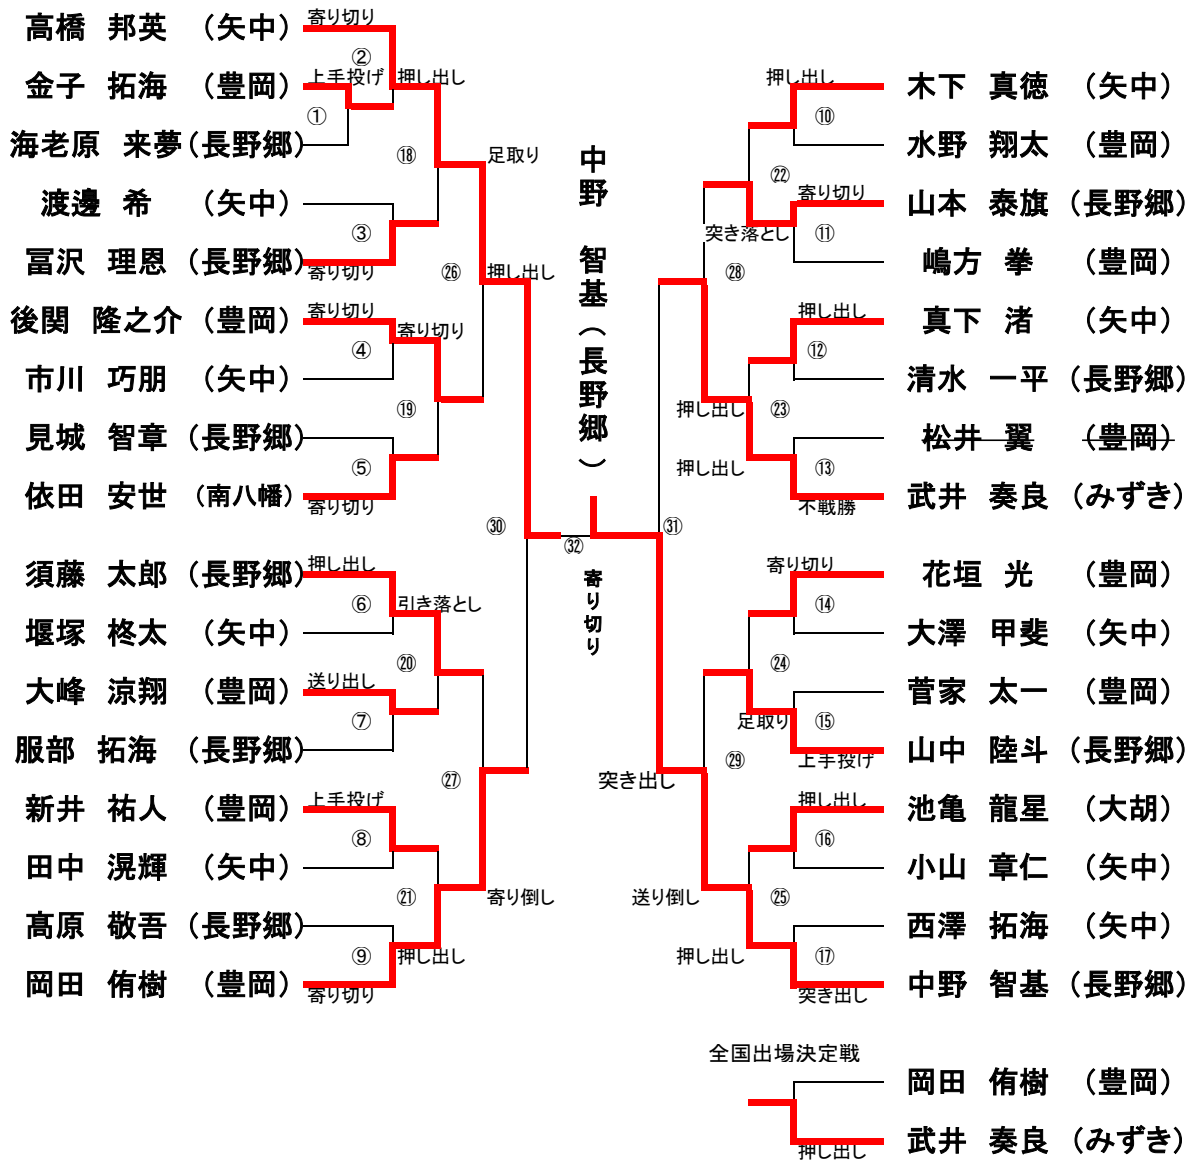 高橋 邦英 （矢中）
寄り切り
②
金子 拓海 （豊岡）
上手投げ
押し出し
①
海老原 来夢（長野郷）
⑱
足取り
渡邊 希 （矢中）
③
冨沢 理恩（長野郷）
寄り切り
㉖
押し出し
後関 隆之介（豊岡）
寄り切り
寄り切り
④
市川 巧朋 （矢中）
⑲
見城 智章（長野郷）
⑤
依田 安世 （南八幡）
寄り切り
㉚
須藤 太郎（長野郷）
押し出し
⑥
引き落とし
堰塚 柊太 （矢中）
⑳
大峰 涼翔 （豊岡）
送り出し
⑦
服部 拓海 （長野郷）
㉗
新井 祐人 （豊岡）
上手投げ
⑧
田中 滉輝 （矢中）
㉑
寄り倒し
髙原 敬吾（長野郷）
⑨
押し出し
岡田 侑樹 （豊岡）
寄り切り
中野 智基（長野郷）
㉜
寄り切り
押し出し
木下 真徳 （矢中）
⑩
水野 翔太 （豊岡）
㉒
寄り切り
山本 泰旗（長野郷）
突き落とし
⑪
嶋方 拳 （豊岡）
㉘
押し出し
真下 渚 （矢中）
⑫
清水 一平（長野郷）
押し出し
㉓
松井 翼 （豊岡）
押し出し
⑬
武井 奏良（みずき）
不戦勝
㉛
寄り切り
花垣 光 （豊岡）
⑭
大澤 甲斐 （矢中）
㉔
菅家 太一 （豊岡）
足取り
⑮
山中 陸斗（長野郷）
上手投げ
㉙
突き出し
押し出し
池亀 龍星 （大胡）
⑯
小山 章仁 （矢中）
送り倒し
㉕
西澤 拓海 （矢中）
押し出し
⑰
中野 智基（長野郷）
突き出し
全国出場決定戦
岡田 侑樹 （豊岡）
武井 奏良（みずき）
押し出し